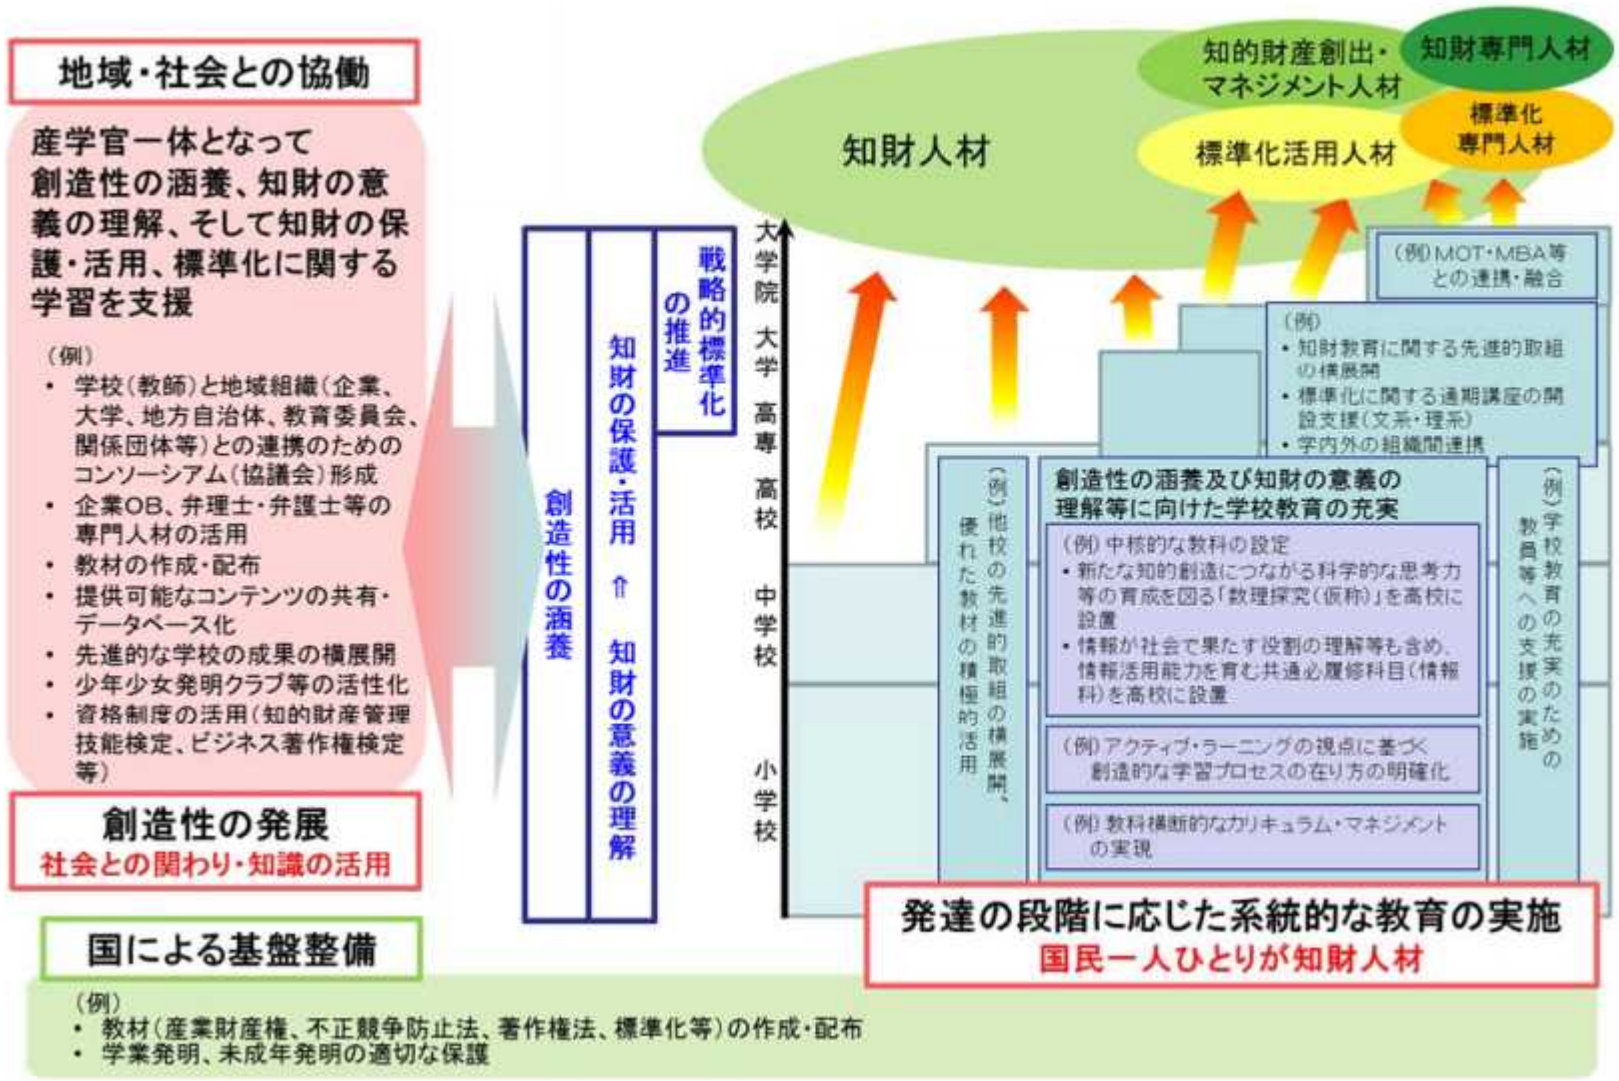 地域・社会との協働
産学官一体となって
創造性の涵養、知財の意
義の理解、そして知財の保
護・活用、標準化に関する
学習を支援
（例）
• 学校（教師）と地域組織（企業、
大学、地方自治体、教育委員会、
関係団体等）との連携のための
コンソーシアム（協議会）形成
• 企業OB、弁理士・弁護士等の
専門人材の活用
• 教材の作成・配布
• 提供可能なコンテンツの共有・
データベース化
• 先進的な学校の成果の横展開
• 少年少女発明クラブ等の活性化
• 資格制度の活用（知的財産管理
技能検定、ビジネス著作権検定
等）
創造性の発展
社会との関わり・知識の活用
創造性の涵養
知財の保護・活用 ⇑ 知財の意義の理解
戦略的標準化
の推進
大学院
大学
高専
高校
中学校
小学校
知財人材
知的財産創出・
マネジメント人材
知財専門人材
標準化活用人材
標準化
専門人材
（例）MOT・MBA等
との連携・融合
（例）
• 知財教育に関する先進的取組
の横展開
• 標準化に関する通期講座の開
設支援（文系・理系）
• 学内外の組織間連携
（例）他校の先進的取組の横展開、
優れた教材の積極的活用
創造性の涵養及び知財の意義の
理解等に向けた学校教育の充実
（例）中核的な教科の設定
• 新たな知的創造につながる科学的な思考力
等の育成を図る「数理探究（仮称）」を高校に
設置
• 情報が社会で果たす役割の理解等も含め、
情報活用能力を育む共通必履修科目（情報
科）を高校に設置
（例）アクティブ・ラーニングの視点に基づく
創造的な学習プロセスの在り方の明確化
（例）教科横断的なカリキュラム・マネジメント
の実現
（例）学校教育の充実のための
教員等への支援の実施
発達の段階に応じた系統的な教育の実施
国民一人ひとりが知財人材
国による基盤整備
（例）
• 教材（産業財産権、不正競争防止法、著作権法、標準化等）の作成・配布
• 学業発明、未成年発明の適切な保護